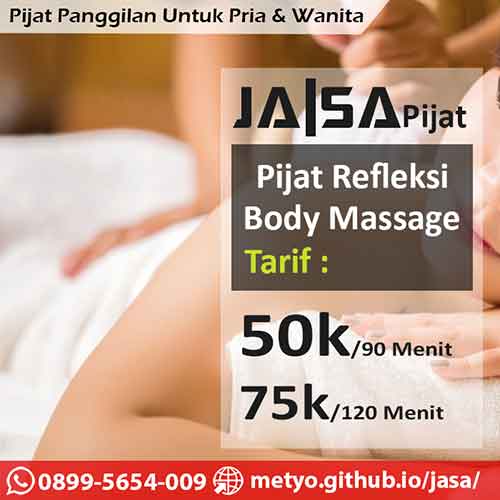 Pijat Panggilan Untuk Pria & Wanita
JA|SA Pijat
Pijat Refleksi
Body Massage
Tarif :
50k/90 Menit
75k/120 Menit
0899-5654-009 metyo.github.io/jasa/